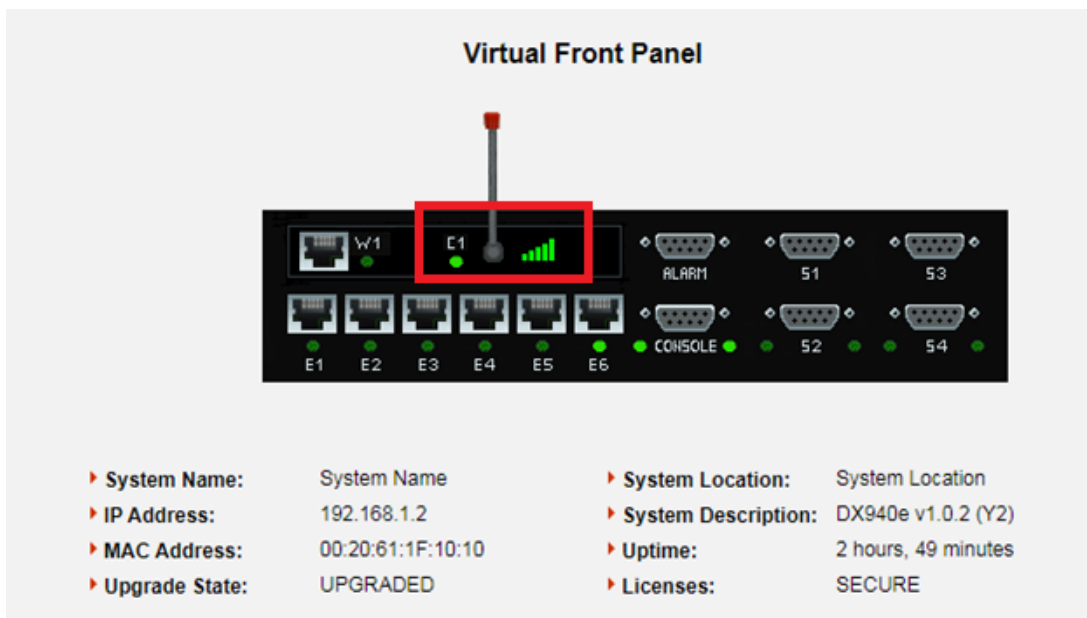 Virtual Front Panel
W1 C1 ALARM S1 S3
E1 E2 E3 E4 E5 E6 CONSOLE S2 S4
System Name: System Name System Location: System Location
IP Address: 192.168.1.2 System Description: DX940e v1.0.2 (Y2)
MAC Address: 00:20:61:1F:10:10 Uptime: 2 hours, 49 minutes
Upgrade State: UPGRADED Licenses: SECURE